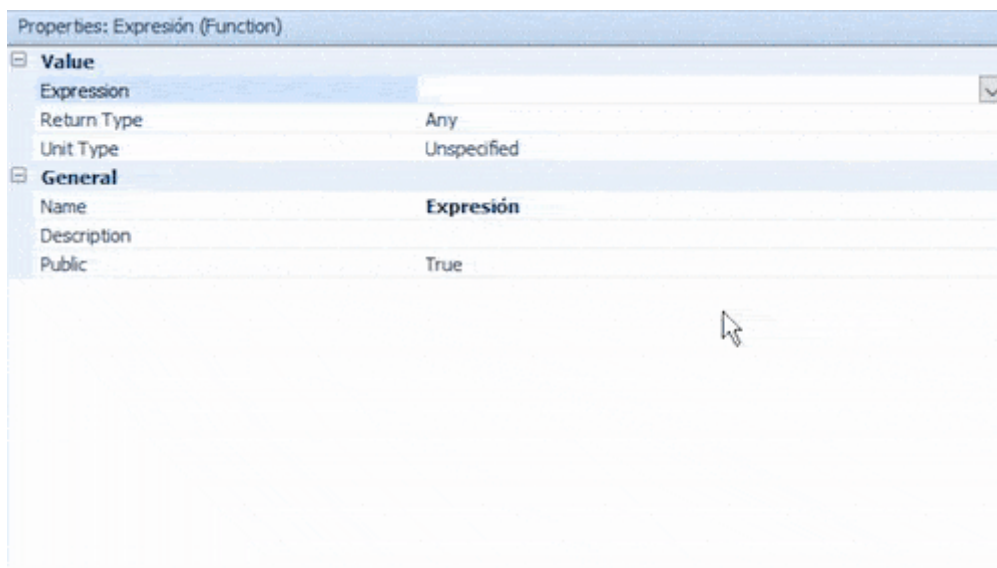 Properties: Expresión (Function)
Value
Expression
Return Type Any
Unit Type Unspecified
General
Name Expresión
Description
Public True